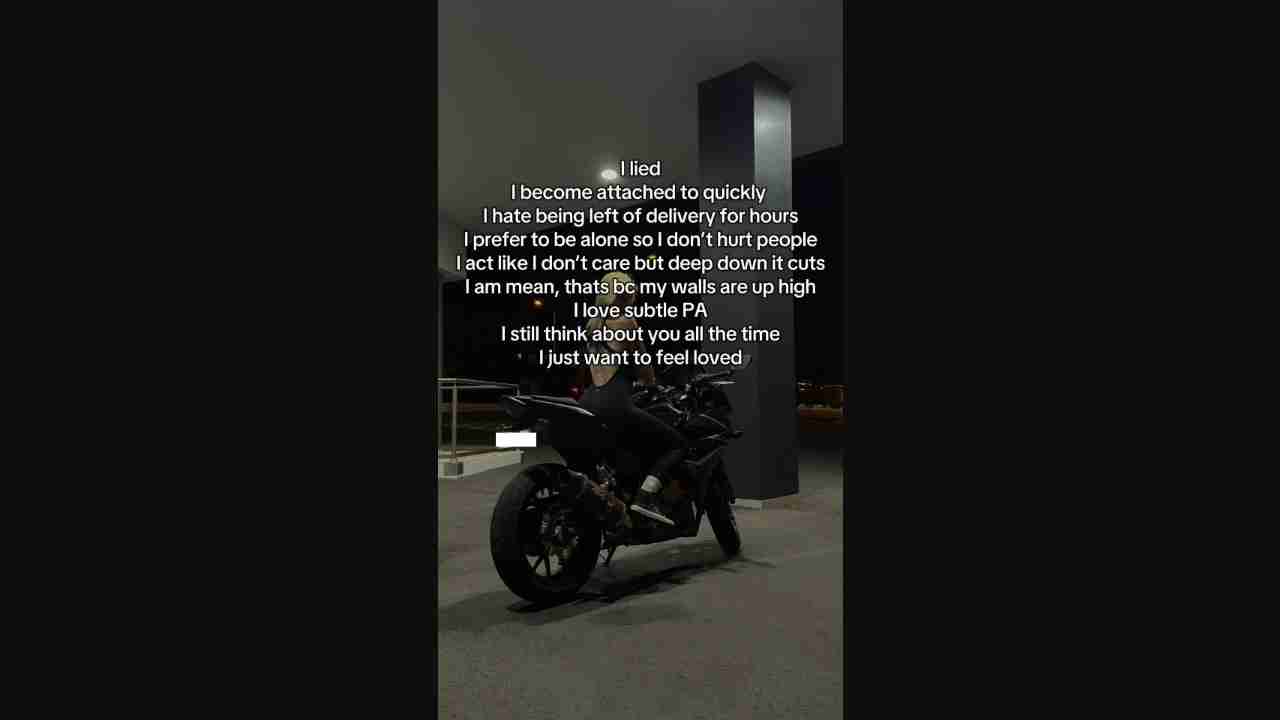 I lied
I become attached to quickly
I hate being left of delivery for hours
I prefer to be alone so I don't hurt people
I act like I don't care but deep down it cuts
I am mean, thats bc my walls are up high
I love subtle PA
I still think about you all the time
I just want to feel loved